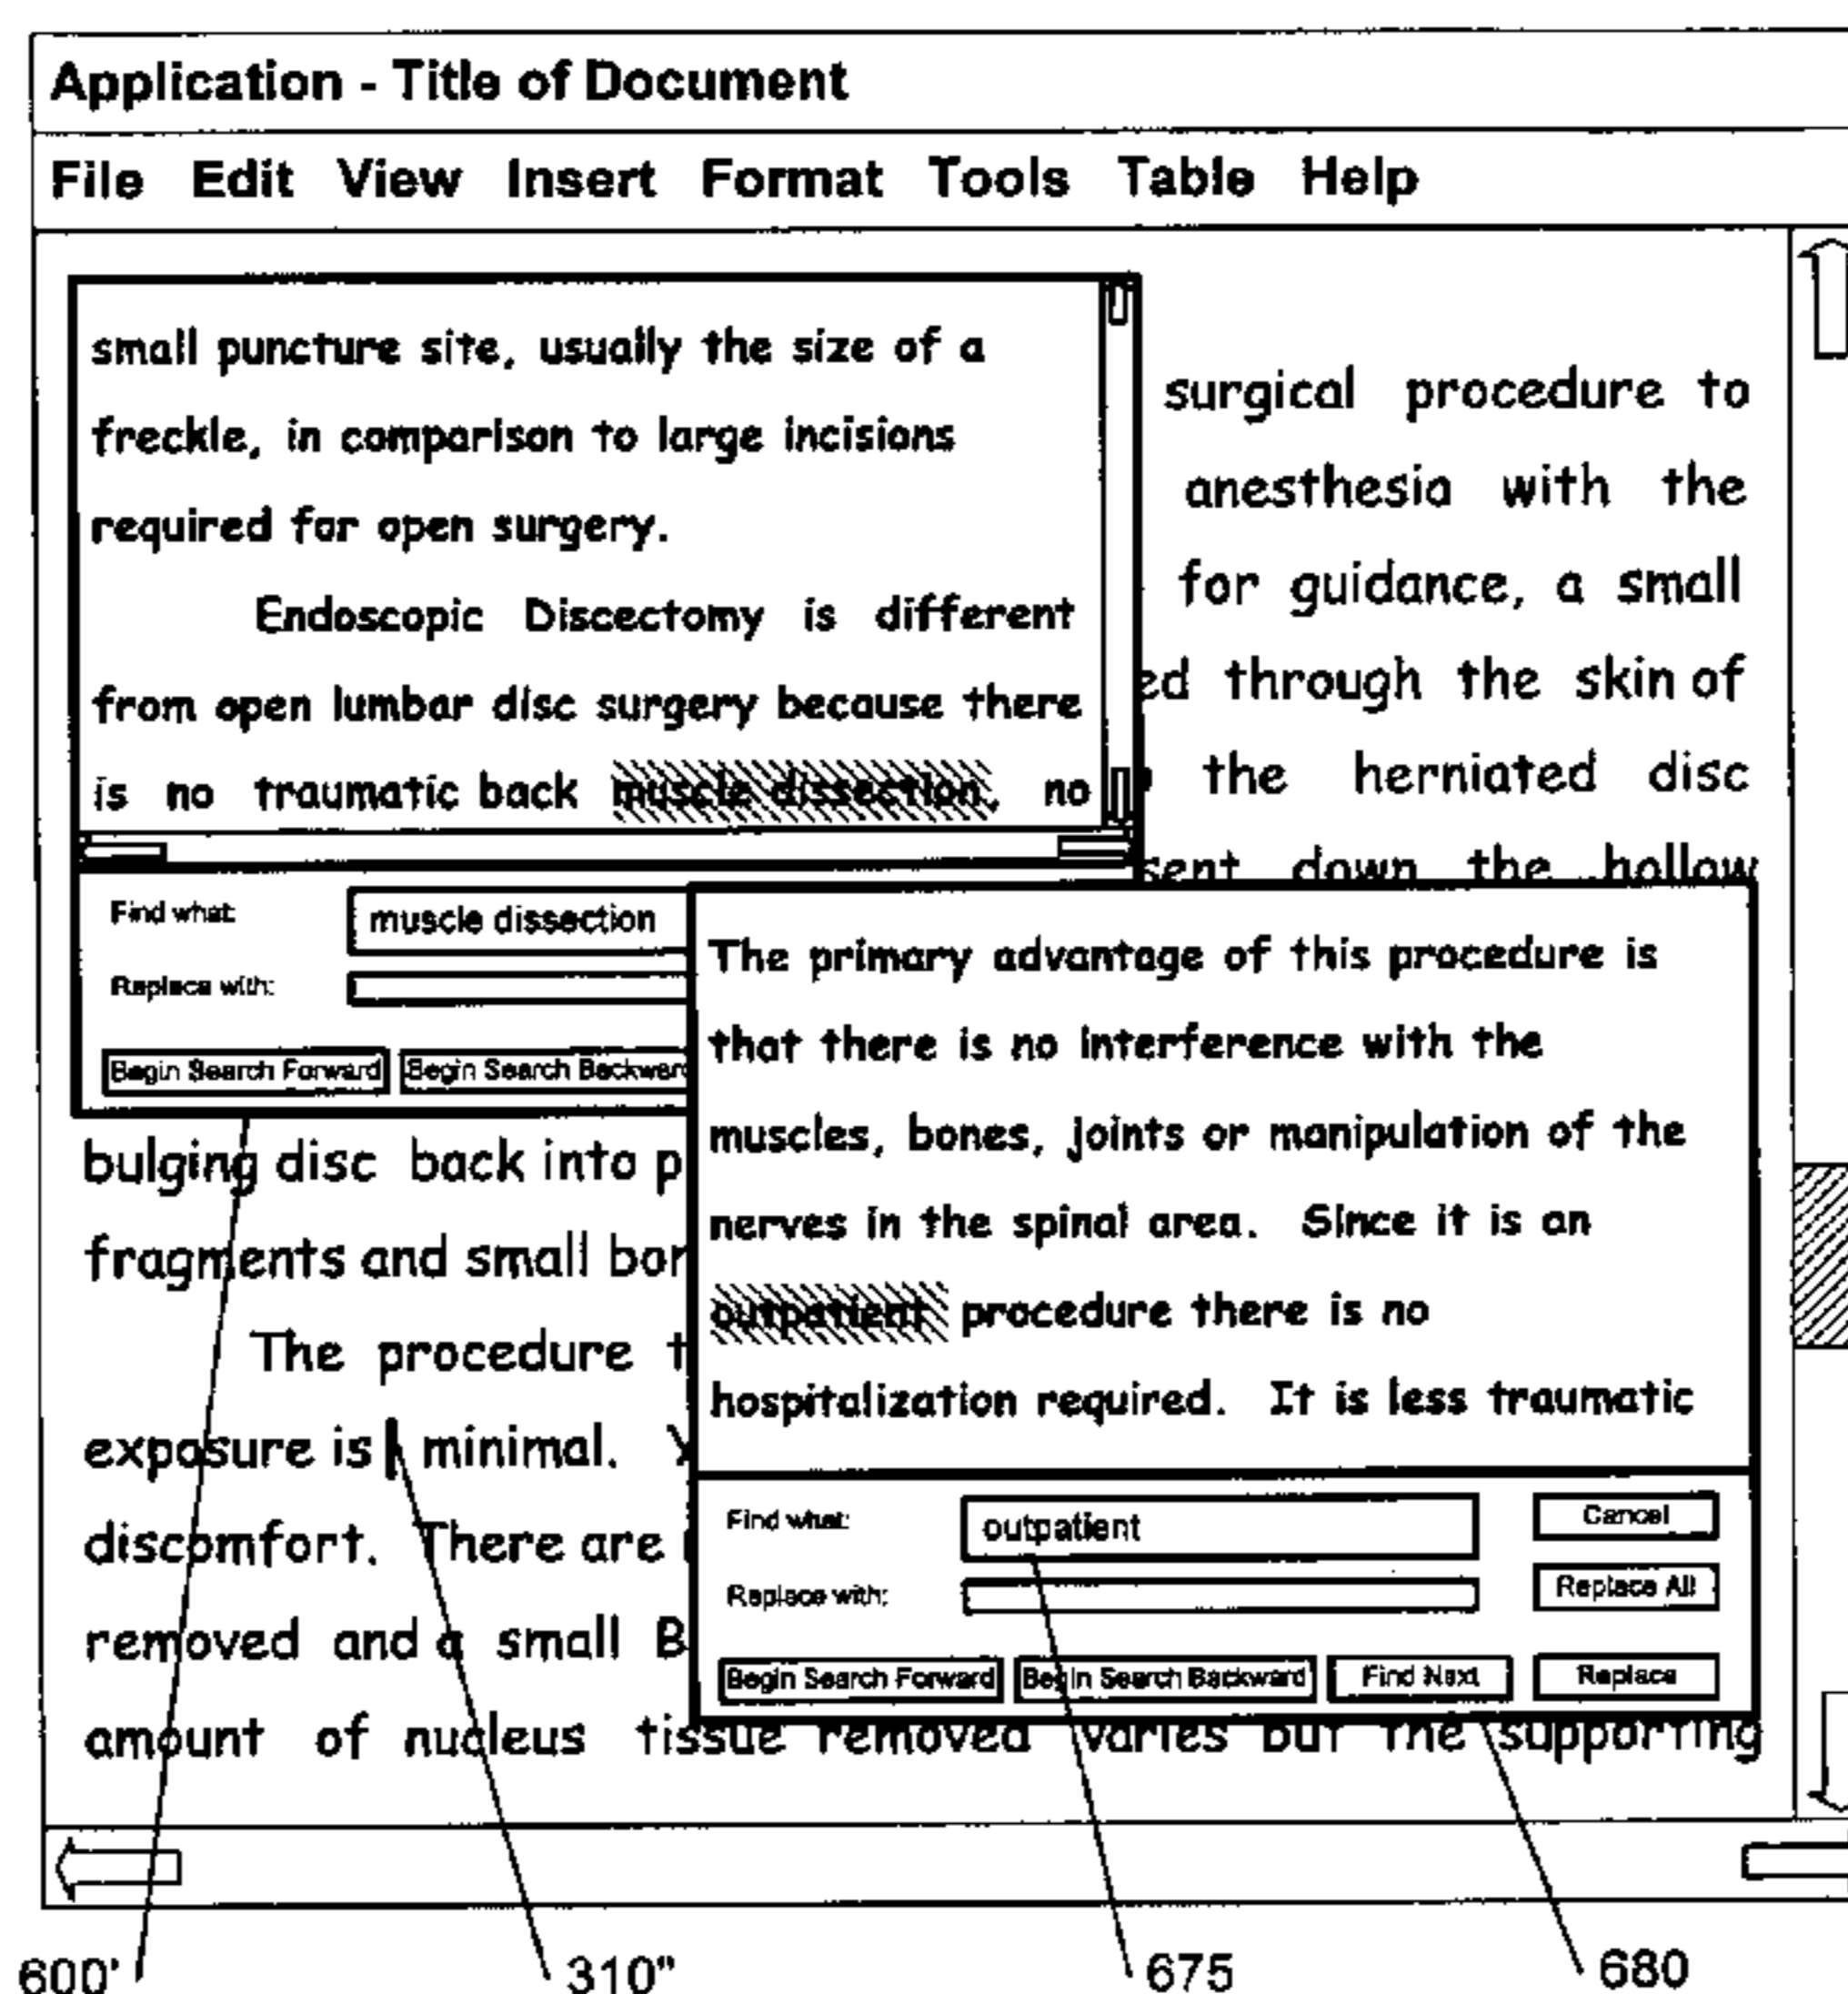 Application - Title of Document
File Edit View Insert Format Tools Table Help
small puncture site, usually the size of a
freckle, in comparison to large incisions
required for open surgery.
Endoscopic Discectomy is different
from open lumbar disc surgery because there
is no traumatic back muscle dissection, no
surgical procedure to
anesthesia with the
for guidance, a small
ed through the skin of
the herniated disc
sent down the hollow
Find what: muscle dissection
Replace with:
Begin Search Forward Begin Search Backward
The primary advantage of this procedure is
that there is no interference with the
muscles, bones, joints or manipulation of the
nerves in the spinal area. Since it is an
outpatient procedure there is no
hospitalization required. It is less traumatic
Find what: outpatient Cancel
Replace with: Replace All
Begin Search Forward Begin Search Backward Find Next Replace
bulging disc back into p
fragments and small bon
The procedure t
exposure is minimal. Y
discomfort. There are
removed and a small B
amount of nucleus tissue removed varies but the supporting
600' 310" 675 680